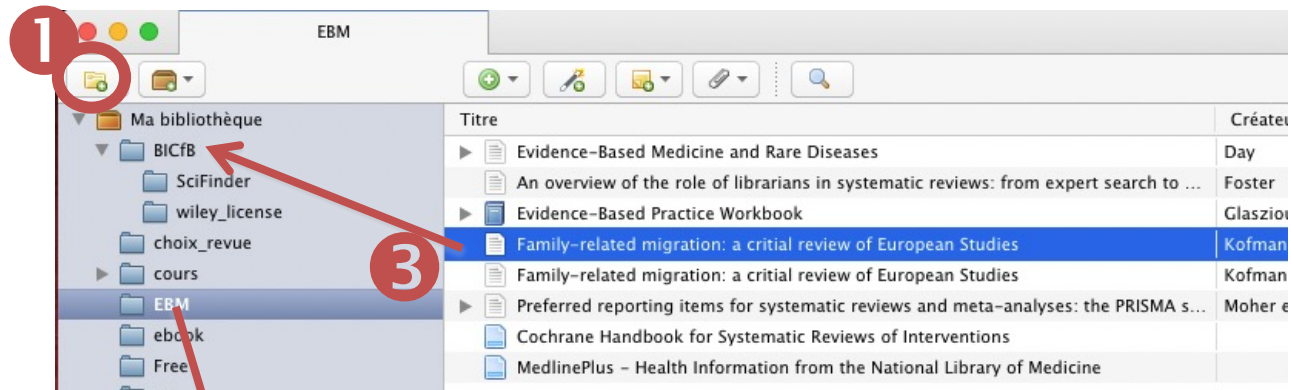 1
EBM
Ma bibliothèque
Titre
Créateu
BICfB
Evidence-Based Medicine and Rare Diseases
Day
SciFinder
An overview of the role of librarians in systematic reviews: from expert search to ...
Foster
wiley_license
Evidence-Based Practice Workbook
Glasziou
choix_revue
3
Family-related migration: a critial review of European Studies
Kofman
cours
Family-related migration: a critial review of European Studies
Kofman
EBM
Preferred reporting items for systematic reviews and meta-analyses: the PRISMA s...
Moher e
ebook
Cochrane Handbook for Systematic Reviews of Interventions
Free
MedlinePlus - Health Information from the National Library of Medicine